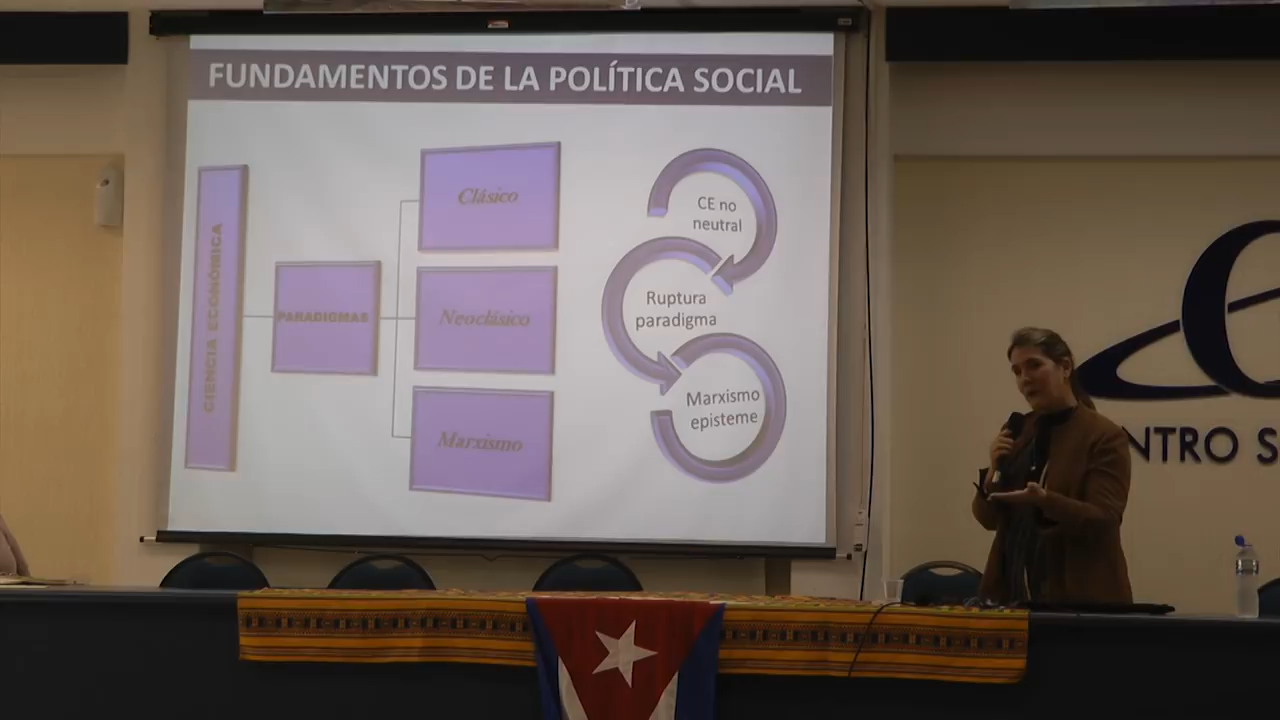 FUNDAMENTOS DE LA POLÍTICA SOCIAL
CIENCIA ECONÓMICA
PARADIGMAS
Clásico
Neoclásico
Marxismo
CE no
neutral
Ruptura
paradigma
Marxismo
episteme
NTRO S